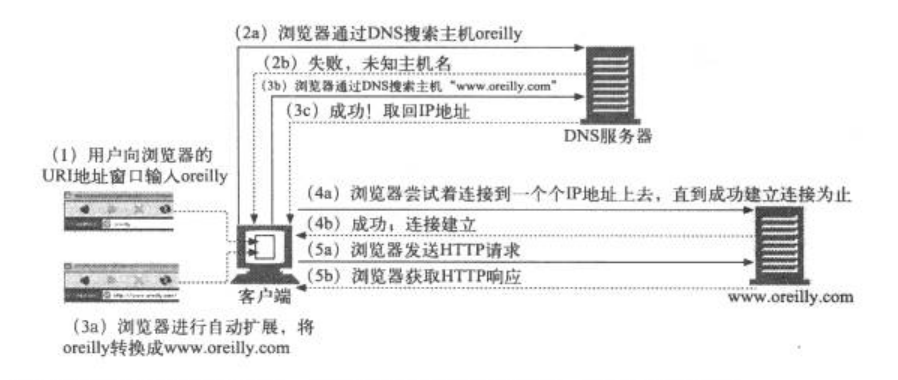 (2a) 浏览器通过DNS搜索主机oreilly
(2b) 失败，未知主机名
(3b) 浏览器通过DNS搜索主机 “www.oreilly.com”
(3c) 成功！取回IP地址
DNS服务器
(1) 用户向浏览器的
URI地址窗口输入oreilly
(4a) 浏览器尝试着连接到一个个IP地址上去，直到成功建立连接为止
(4b) 成功；连接建立
(5a) 浏览器发送HTTP请求
(5b) 浏览器获取HTTP响应
客户端
www.oreilly.com
(3a) 浏览器进行自动扩展，将
oreilly转换成www.oreilly.com